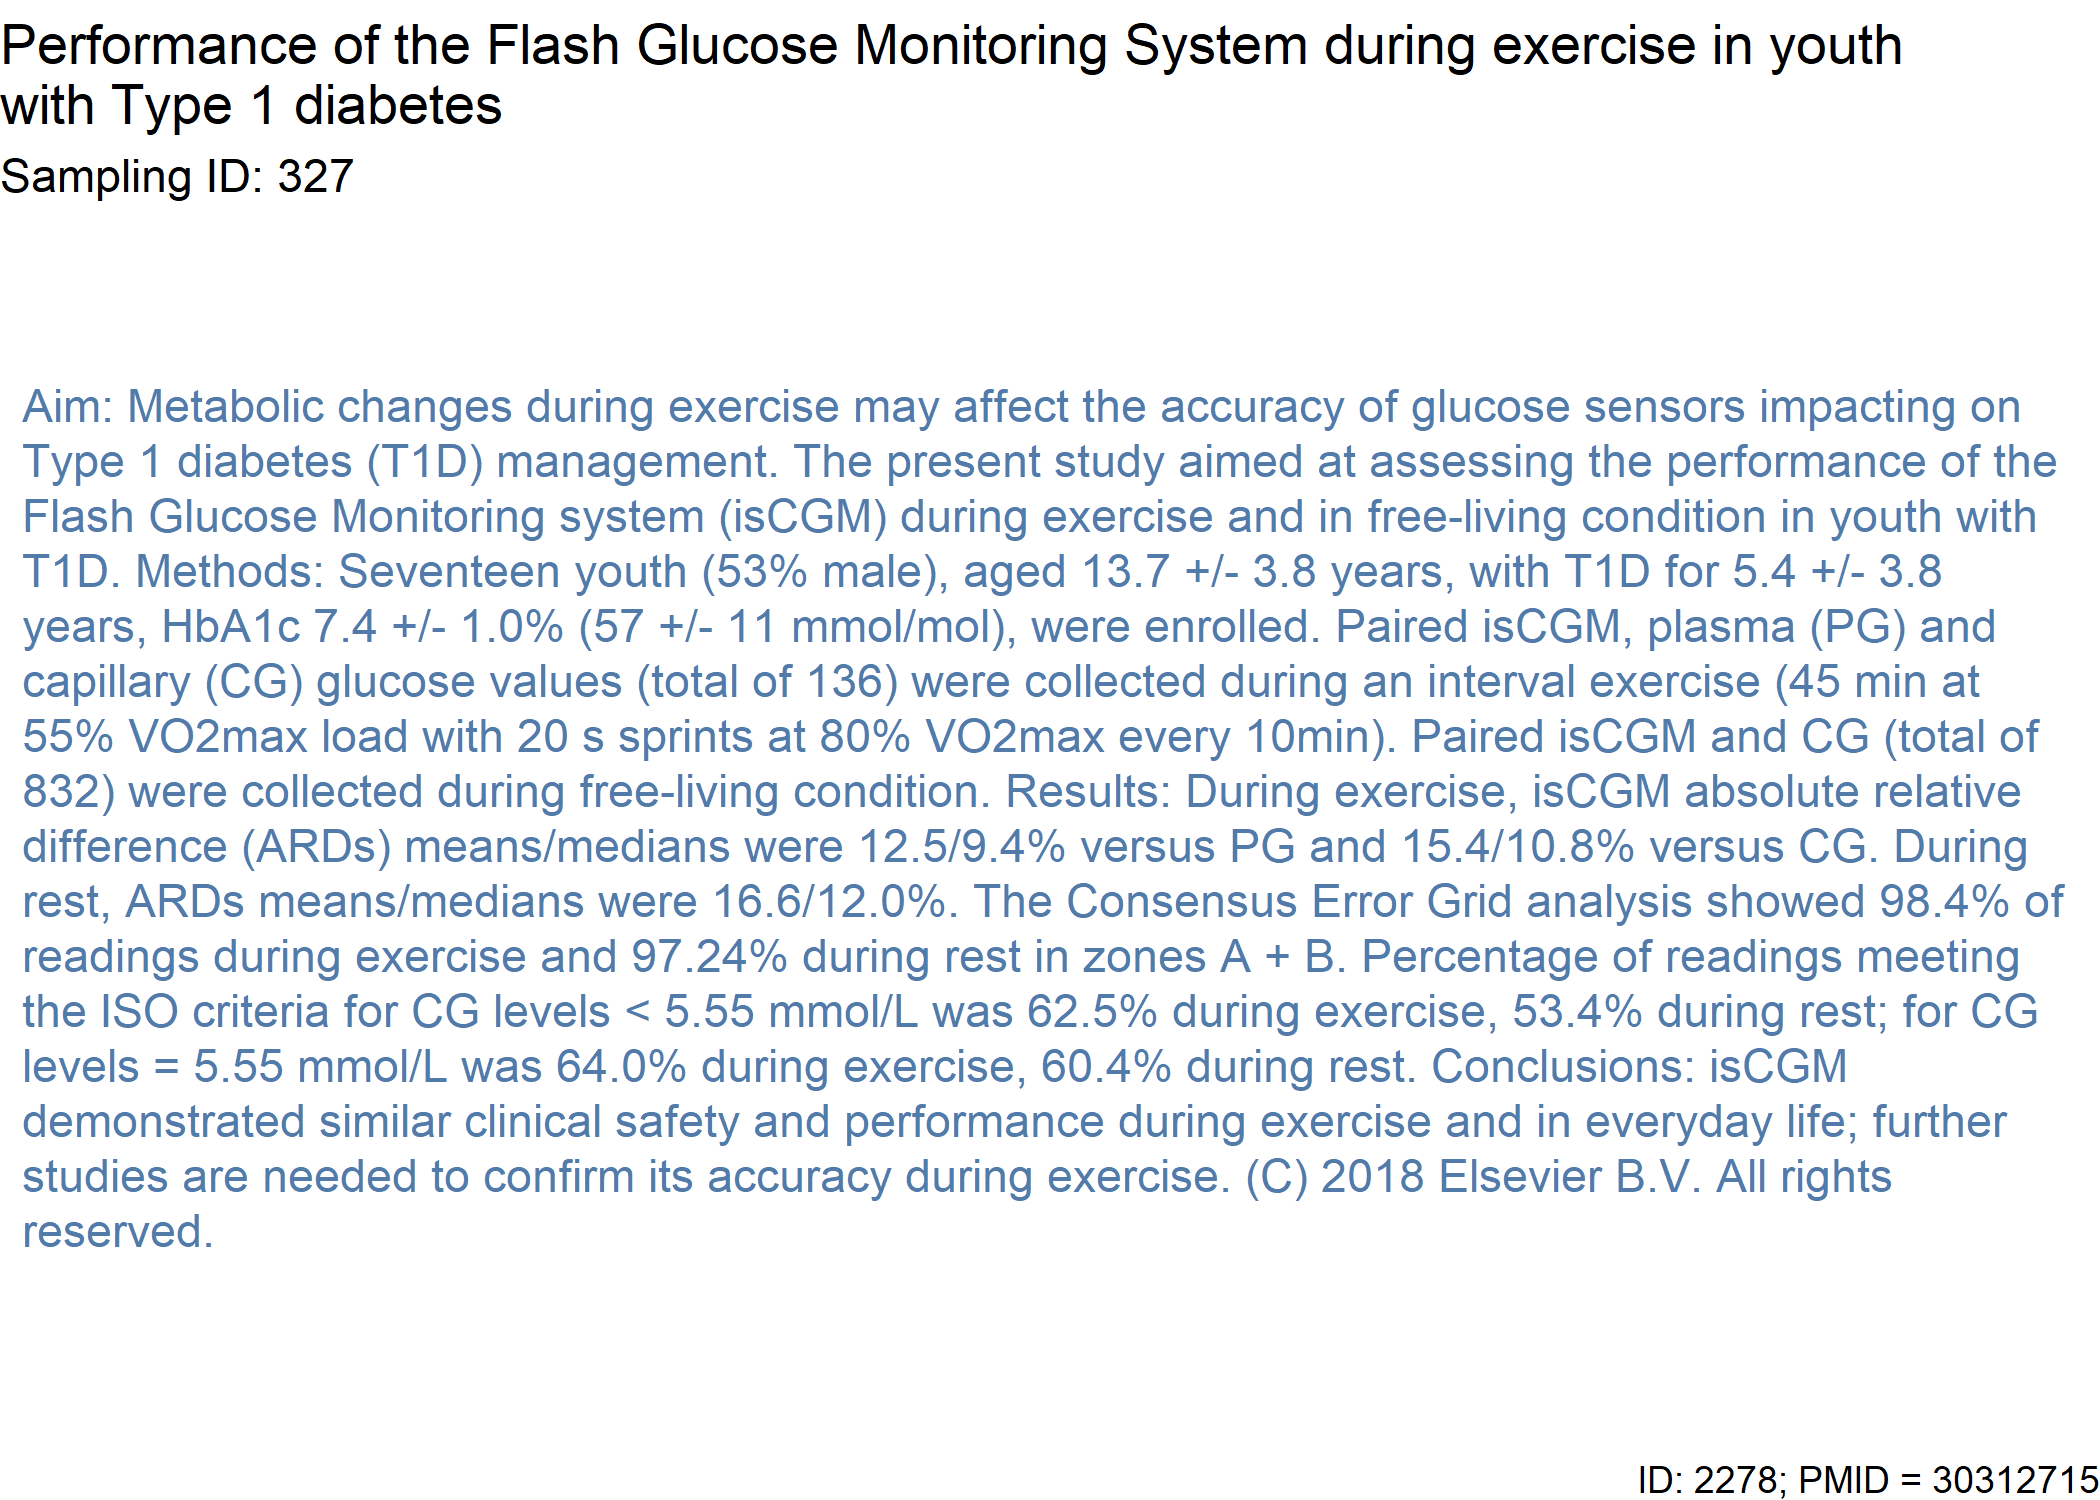 Performance of the Flash Glucose Monitoring System during exercise in youth
with Type 1 diabetes
Sampling ID: 327
Aim: Metabolic changes during exercise may affect the accuracy of glucose sensors impacting on
Type 1 diabetes (T1D) management. The present study aimed at assessing the performance of the
Flash Glucose Monitoring system (isCGM) during exercise and in free-living condition in youth with
T1D. Methods: Seventeen youth (53% male), aged 13.7 +/- 3.8 years, with T1D for 5.4 +/- 3.8
years, HbA1c 7.4 +/- 1.0% (57 +/- 11 mmol/mol), were enrolled. Paired isCGM, plasma (PG) and
capillary (CG) glucose values (total of 136) were collected during an interval exercise (45 min at
55% VO2max load with 20 s sprints at 80% VO2max every 10min). Paired isCGM and CG (total of
832) were collected during free-living condition. Results: During exercise, isCGM absolute relative
difference (ARDs) means/medians were 12.5/9.4% versus PG and 15.4/10.8% versus CG. During
rest, ARDs means/medians were 16.6/12.0%. The Consensus Error Grid analysis showed 98.4% of
readings during exercise and 97.24% during rest in zones A + B. Percentage of readings meeting
the ISO criteria for CG levels < 5.55 mmol/L was 62.5% during exercise, 53.4% during rest; for CG
levels = 5.55 mmol/L was 64.0% during exercise, 60.4% during rest. Conclusions: isCGM
demonstrated similar clinical safety and performance during exercise and in everyday life; further
studies are needed to confirm its accuracy during exercise. (C) 2018 Elsevier B.V. All rights
reserved.
ID: 2278; PMID = 30312715